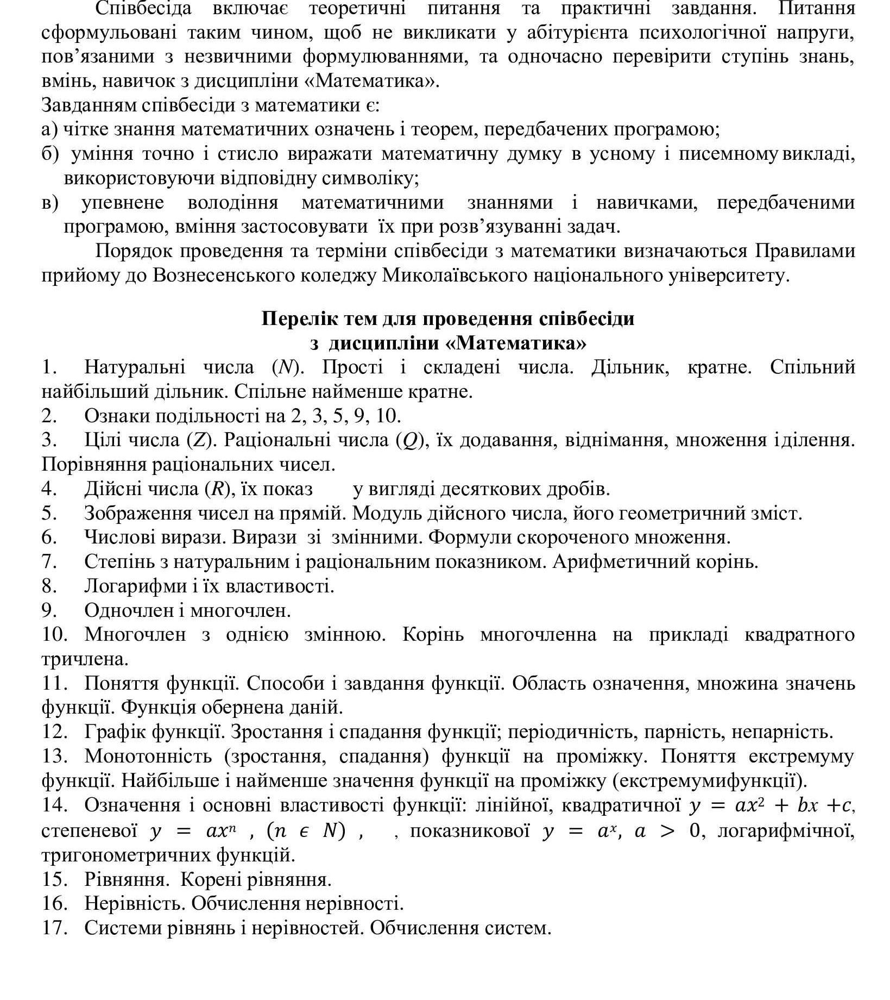 Співбесіда включає теоретичні питання та практичні завдання. Питання
сформульовані таким чином, щоб не викликати у абітурієнта психологічної напруги,
пов’язаними з незвичними формулюваннями, та одночасно перевірити ступінь знань,
вмінь, навичок з дисципліни «Математика».
Завданням співбесіди з математики є:
а) чітке знання математичних означень і теорем, передбачених програмою;
б) уміння точно і стисло виражати математичну думку в усному і писемному викладі,
використовуючи відповідну символіку;
в) упевнене володіння математичними знаннями і навичками, передбаченими
програмою, вміння застосовувати їх при розв’язуванні задач.
Порядок проведення та терміни співбесіди з математики визначаються Правилами
прийому до Вознесенського коледжу Миколаївського національного університету.
Перелік тем для проведення співбесіди
з дисципліни «Математика»
1. Натуральні числа (N). Прості і складені числа. Дільник, кратне. Спільний
найбільший дільник. Спільне найменше кратне.
2. Ознаки подільності на 2, 3, 5, 9, 10.
3. Цілі числа (Z). Раціональні числа (Q), їх додавання, віднімання, множення іділення.
Порівняння раціональних чисел.
4. Дійсні числа (R), їх показ у вигляді десяткових дробів.
5. Зображення чисел на прямій. Модуль дійсного числа, його геометричний зміст.
6. Числові вирази. Вирази зі змінними. Формули скороченого множення.
7. Степінь з натуральним і раціональним показником. Арифметичний корінь.
8. Логарифми і їх властивості.
9. Одночлен і многочлен.
10. Многочлен з однією змінною. Корінь многочленна на прикладі квадратного
тричлена.
11. Поняття функції. Способи і завдання функції. Область означення, множина значень
функції. Функція обернена даній.
12. Графік функції. Зростання і спадання функції; періодичність, парність, непарність.
13. Монотонність (зростання, спадання) функції на проміжку. Поняття екстремуму
функції. Найбільше і найменше значення функції на проміжку (екстремумифункції).
14. Означення і основні властивості функції: лінійної, квадратичної y = ax² + bx +c,
степеневої y = axⁿ , (n ϵ N) , , показникової y = aˣ, a > 0, логарифмічної,
тригонометричних функцій.
15. Рівняння. Корені рівняння.
16. Нерівність. Обчислення нерівності.
17. Системи рівнянь і нерівностей. Обчислення систем.